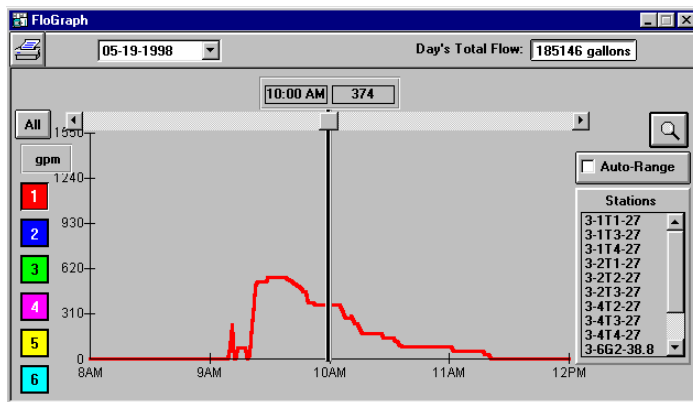 FloGraph
05-19-1998
Day's Total Flow: 185146 gallons
10:00 AM 374
All
1550
gpm
1240
930
620
310
0
1
2
3
4
5
6
8AM 9AM 10AM 11AM 12PM
Auto-Range
Stations
3-1T1-27
3-1T3-27
3-1T4-27
3-2T1-27
3-2T2-27
3-2T3-27
3-4T2-27
3-4T3-27
3-4T4-27
3-6G2-38.8